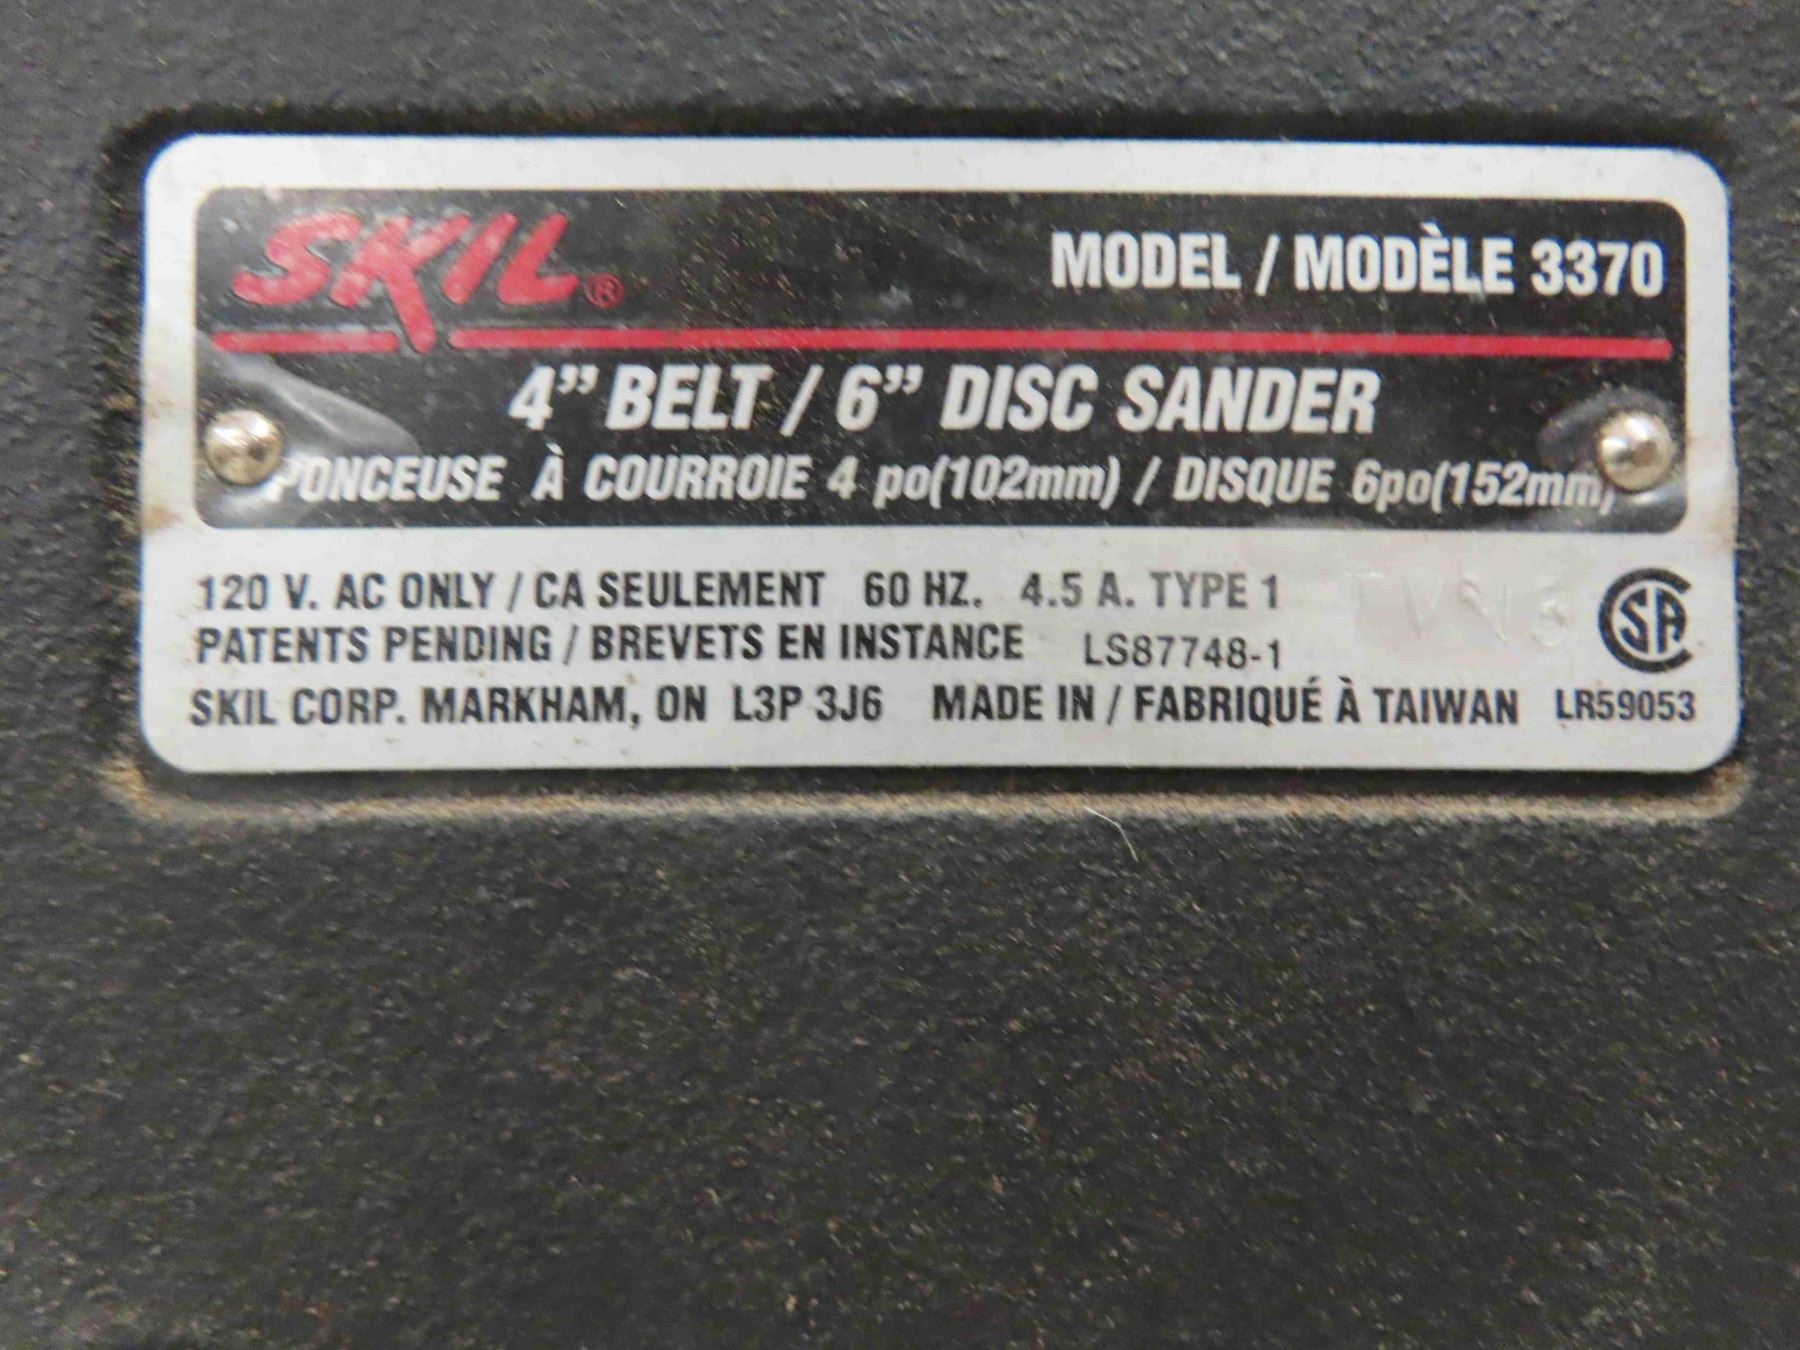 SKIL®
MODEL / MODÈLE 3370
4” BELT / 6” DISC SANDER
PONCEUSE À COURROIE 4 po(102mm) / DISQUE 6po(152mm)
120 V. AC ONLY / CA SEULEMENT 60 HZ. 4.5 A. TYPE 1
PATENTS PENDING / BREVETS EN INSTANCE LS87748-1
SKIL CORP. MARKHAM, ON L3P 3J6 MADE IN / FABRIQUÉ À TAIWAN LR59053